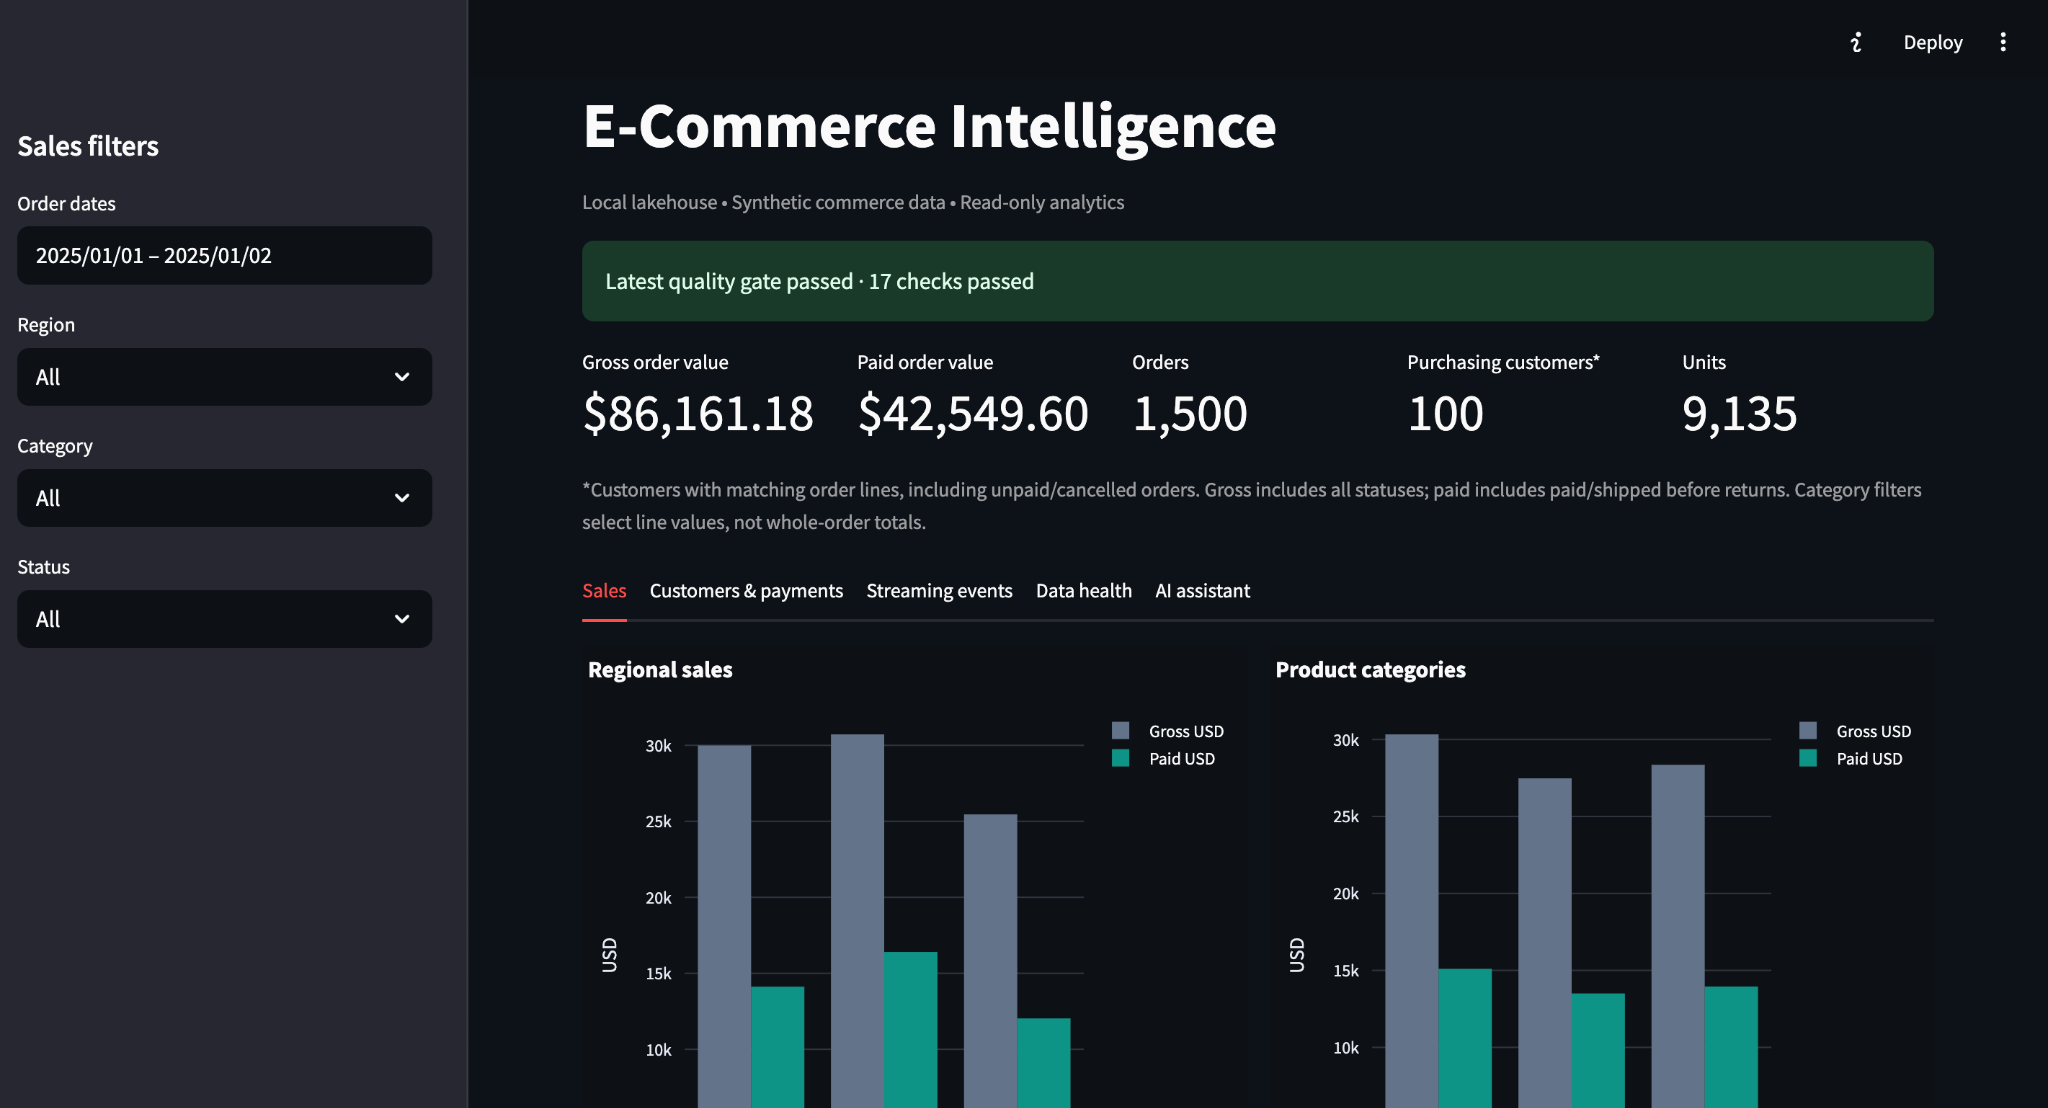 Deploy
Sales filters
Order dates
2025/01/01 – 2025/01/02
Region
All
Category
All
Status
All
E-Commerce Intelligence
Local lakehouse • Synthetic commerce data • Read-only analytics
Latest quality gate passed · 17 checks passed
Gross order value
$86,161.18
Paid order value
$42,549.60
Orders
1,500
Purchasing customers*
100
Units
9,135
*Customers with matching order lines, including unpaid/cancelled orders. Gross includes all statuses; paid includes paid/shipped before returns. Category filters
select line values, not whole-order totals.
Sales
Customers & payments
Streaming events
Data health
AI assistant
Regional sales
Gross USD
Paid USD
30k
25k
20k
15k
10k
USD
Product categories
Gross USD
Paid USD
30k
25k
20k
15k
10k
USD